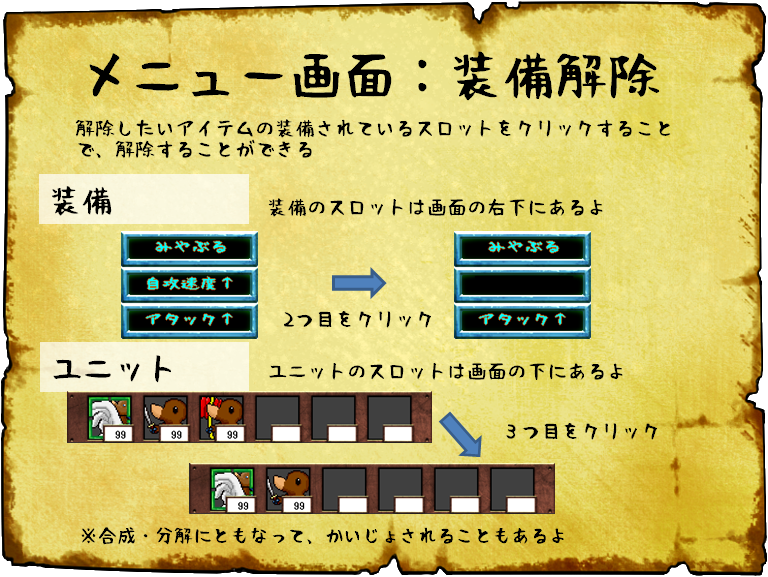 メニュー画面：装備解除
解除したいアイテムの装備されているスロットをクリックすること
で、解除することができる
装備
装備のスロットは画面の右下にあるよ
みやぶる
みやぶる
自攻速度↑
アタック↑
2つ目をクリック
アタック↑
ユニット
ユニットのスロットは画面の下にあるよ
99 99 99
３つ目をクリック
99 99
※合成・分解にともなって、かいじょされることもあるよ